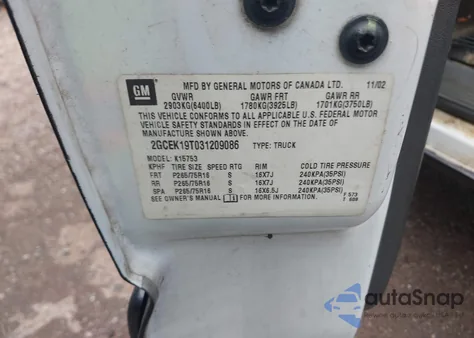 GM
MFD BY GENERAL MOTORS OF CANADA LTD. 11/02
GVWR GAWR FRT GAWR RR
2903KG(6400LB) 1780KG(3925LB) 1701KG(3750LB)
THIS VEHICLE CONFORMS TO ALL APPLICABLE U.S. FEDERAL MOTOR
VEHICLE SAFETY STANDARDS IN EFFECT ON THE DATE OF
MANUFACTURE SHOWN ABOVE.
2GCEK19T031209086 TYPE: TRUCK
MODEL: K15753
KPHF TIRE SIZE SPEED RTG RIM COLD TIRE PRESSURE
FRT P265/75R16 S 16X7J 240KPA(35PSI)
RR P265/75R16 S 16X7J 240KPA(35PSI)
SPA P265/75R16 S 16X6.5J 240KPA(35PSI)
SEE OWNER'S MANUAL FOR MORE INFORMATION
autoSnap